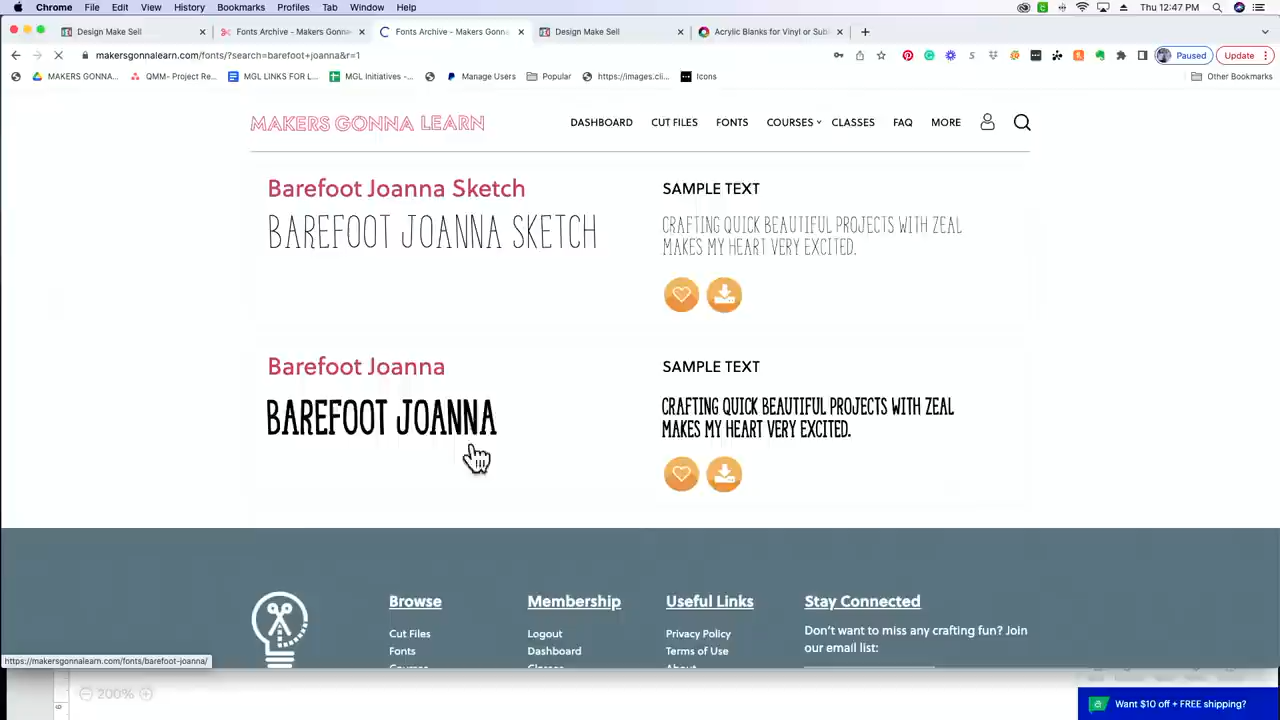 Chrome File Edit View History Bookmarks Profiles Tab Window Help Thu 12:47 PM
Design Make Sell Fonts Archive - Makers Gonna Fonts Archive - Makers Gonna Design Make Sell Acrylic Blanks for Vinyl or Subl
makersgonnalearn.com/fonts/?search=barefoot+joanna&r=1 Paused Update
MAKERS GONNA... QMM- Project Re... MGL LINKS FOR L... MGL Initiatives -... Manage Users Popular https://images.cli... Icons Other Bookmarks
MAKERS GONNA LEARN DASHBOARD CUT FILES FONTS COURSES CLASSES FAQ MORE
Barefoot Joanna Sketch SAMPLE TEXT
BAREFOOT JOANNA SKETCH
CRAFTING QUICK BEAUTIFUL PROJECTS WITH ZEAL
MAKES MY HEART VERY EXCITED.
Barefoot Joanna SAMPLE TEXT
BAREFOOT JOANNA
CRAFTING QUICK BEAUTIFUL PROJECTS WITH ZEAL
MAKES MY HEART VERY EXCITED.
Browse Membership Useful Links Stay Connected
Cut Files Logout Privacy Policy Don't want to miss any crafting fun? Join
Fonts Dashboard Terms of Use our email list:
Courses Classes About
https://makersgonnalearn.com/fonts/barefoot-joanna/
200%
Want $10 off + FREE shipping?